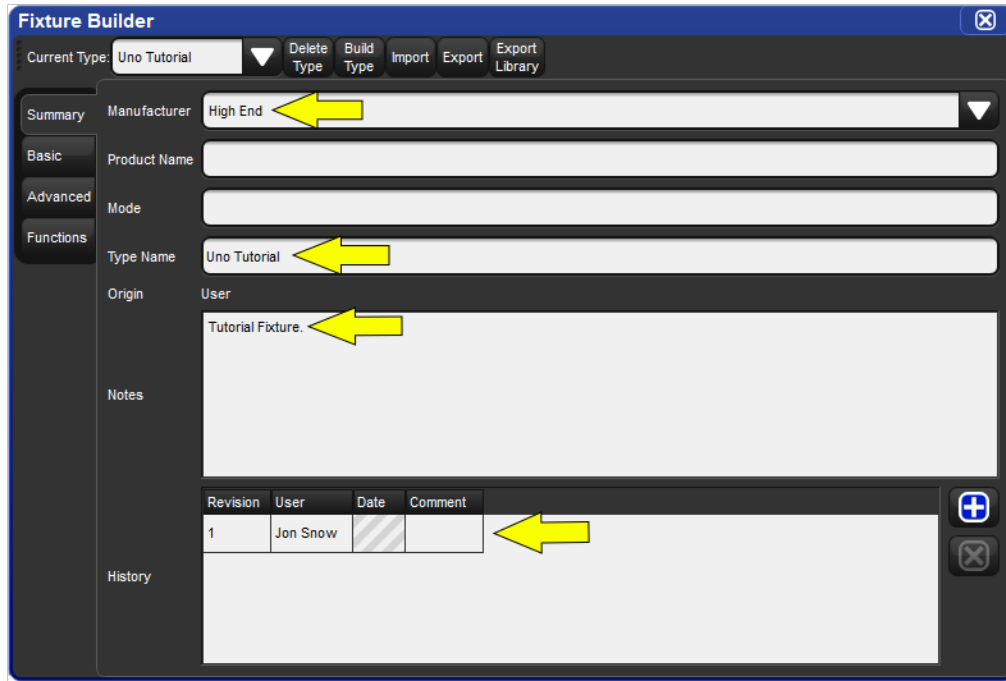 Fixture Builder
Current Type: Uno Tutorial
Delete Type
Build Type
Import
Export
Export Library
Summary
Basic
Advanced
Functions
Manufacturer High End
Product Name
Mode
Type Name Uno Tutorial
Origin User
Notes Tutorial Fixture.
History
Revision User Date Comment
1 Jon Snow